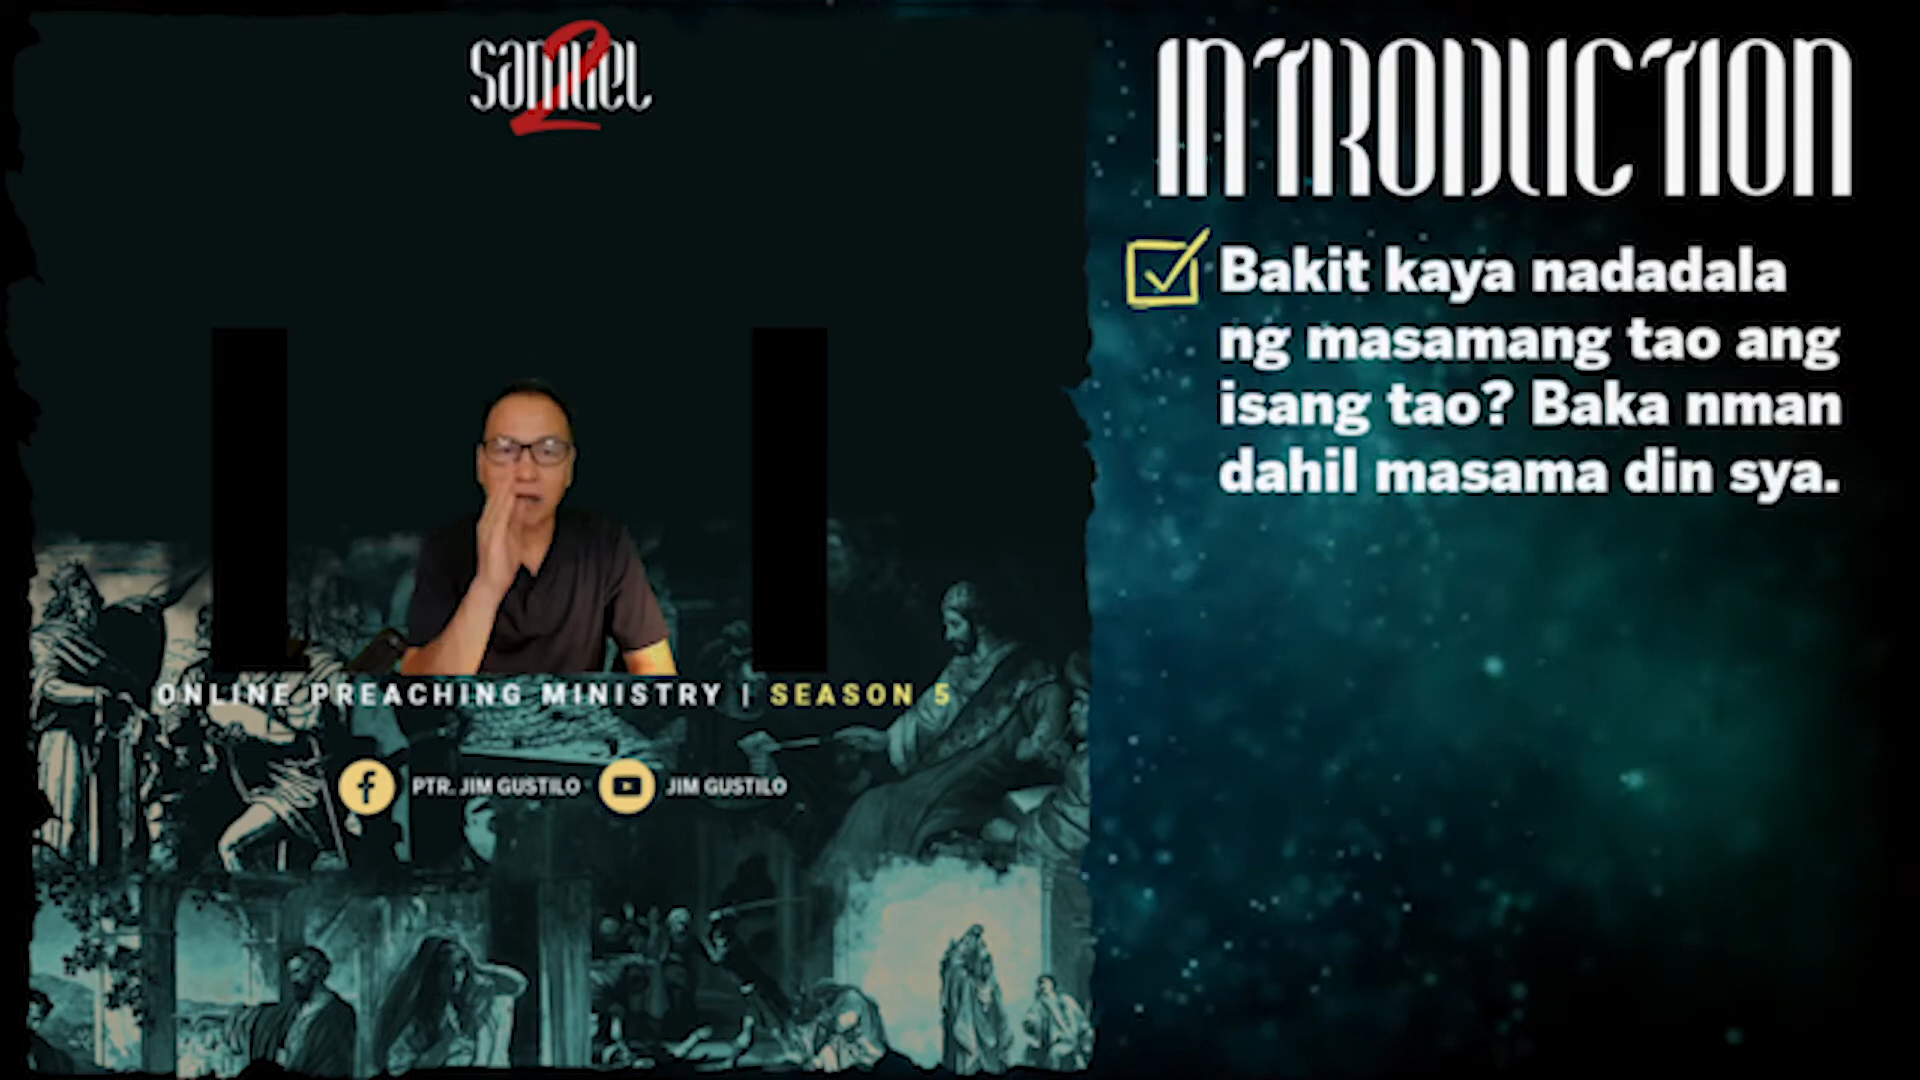 Samuel
2
INTRODUCTION
Bakit kaya nadadala
ng masamang tao ang
isang tao? Baka nman
dahil masama din sya.
ONLINE PREACHING MINISTRY | SEASON 5
PTR. JIM GUSTILO
JIM GUSTILO